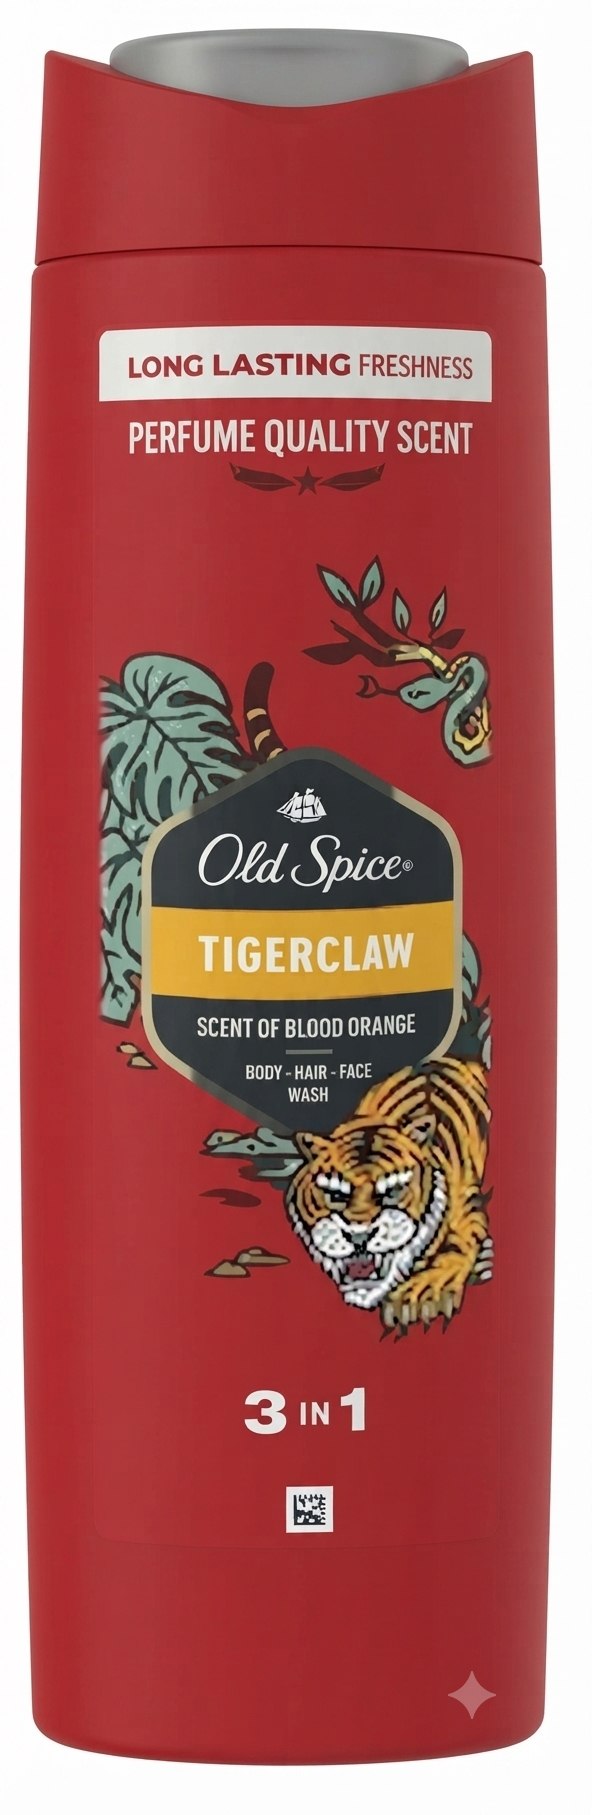 LONG LASTING FRESHNESS
PERFUME QUALITY SCENT
Old Spice©
TIGERCLAW
SCENT OF BLOOD ORANGE
BODY - HAIR - FACE
WASH
3 IN 1